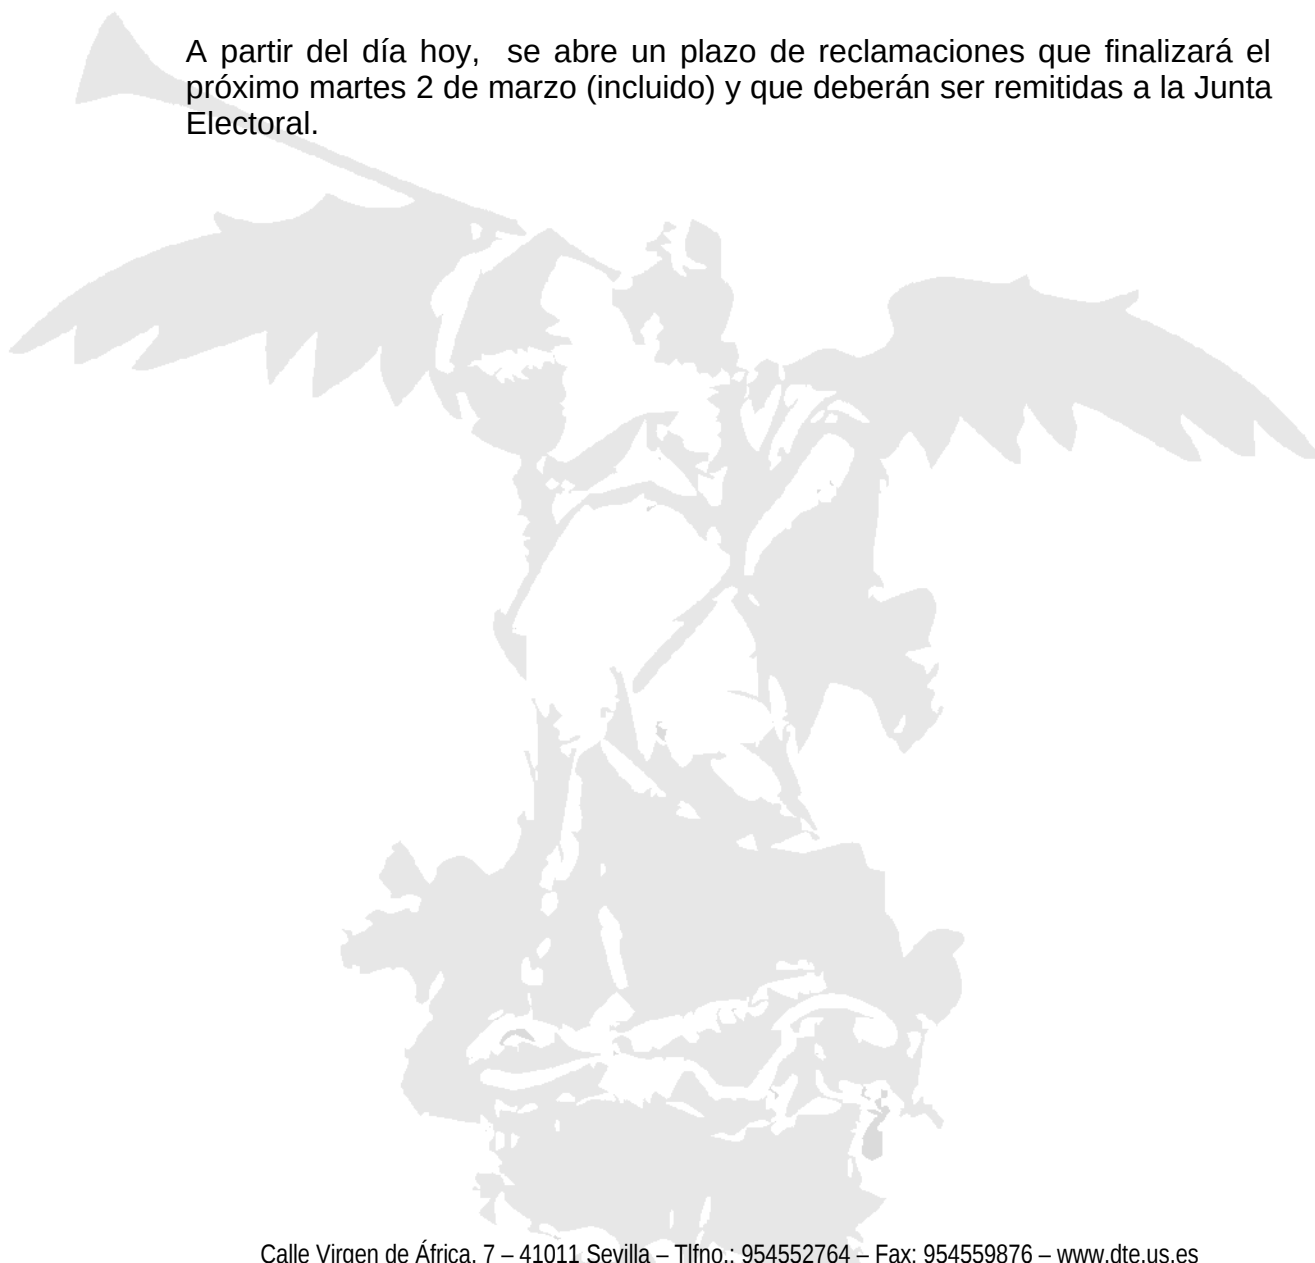 A partir del día hoy,  se abre un plazo de reclamaciones que finalizará el
próximo martes 2 de marzo (incluido) y que deberán ser remitidas a la Junta
Electoral.
Calle Virgen de África, 7 – 41011 Sevilla – Tlfno.: 954552764 – Fax: 954559876 – www.dte.us.es